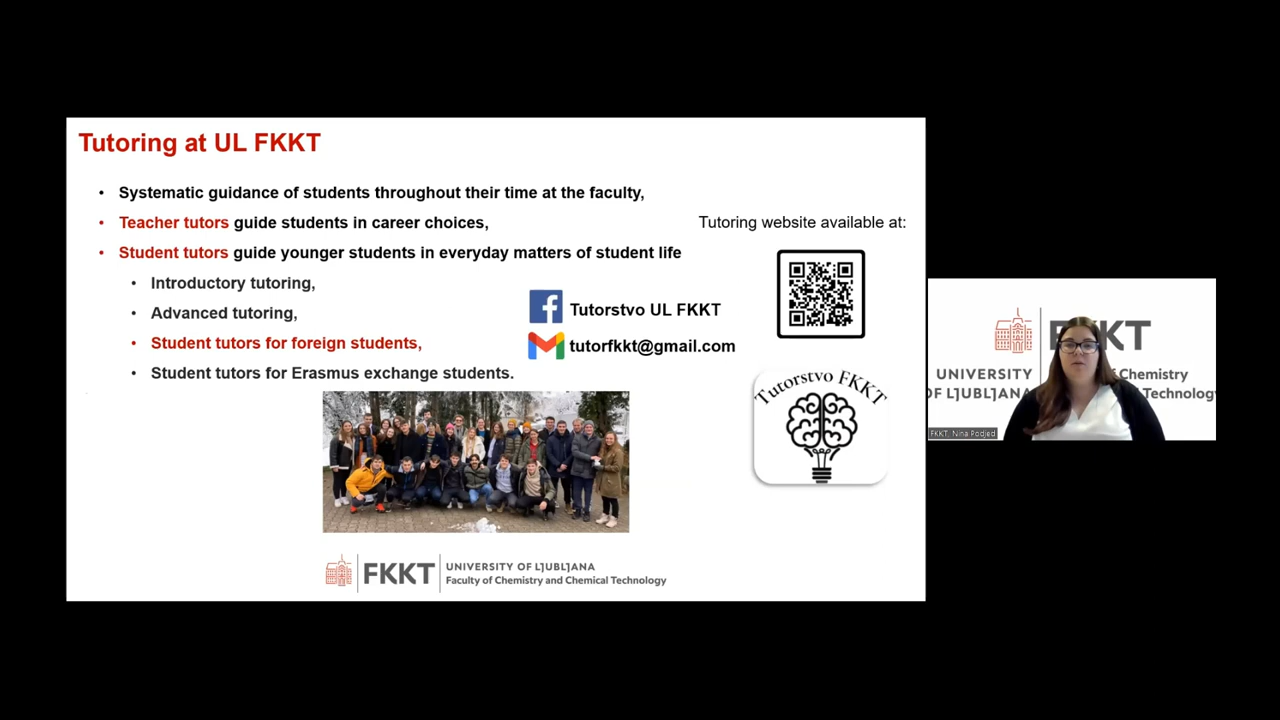 Tutoring at UL FKKT
• Systematic guidance of students throughout their time at the faculty,
• Teacher tutors guide students in career choices,
• Student tutors guide younger students in everyday matters of student life
• Introductory tutoring,
• Advanced tutoring,
• Student tutors for foreign students,
• Student tutors for Erasmus exchange students.
Tutorstvo UL FKKT
tutorfkkt@gmail.com
Tutoring website available at:
Tutorstvo FKKT
FKKT
UNIVERSITY OF LJUBLJANA
Faculty of Chemistry and Chemical Technology
FKKT
UNIVERSITY
OF LJUBLJANA
of Chemistry
Technology
FKKT, Nina Podjed